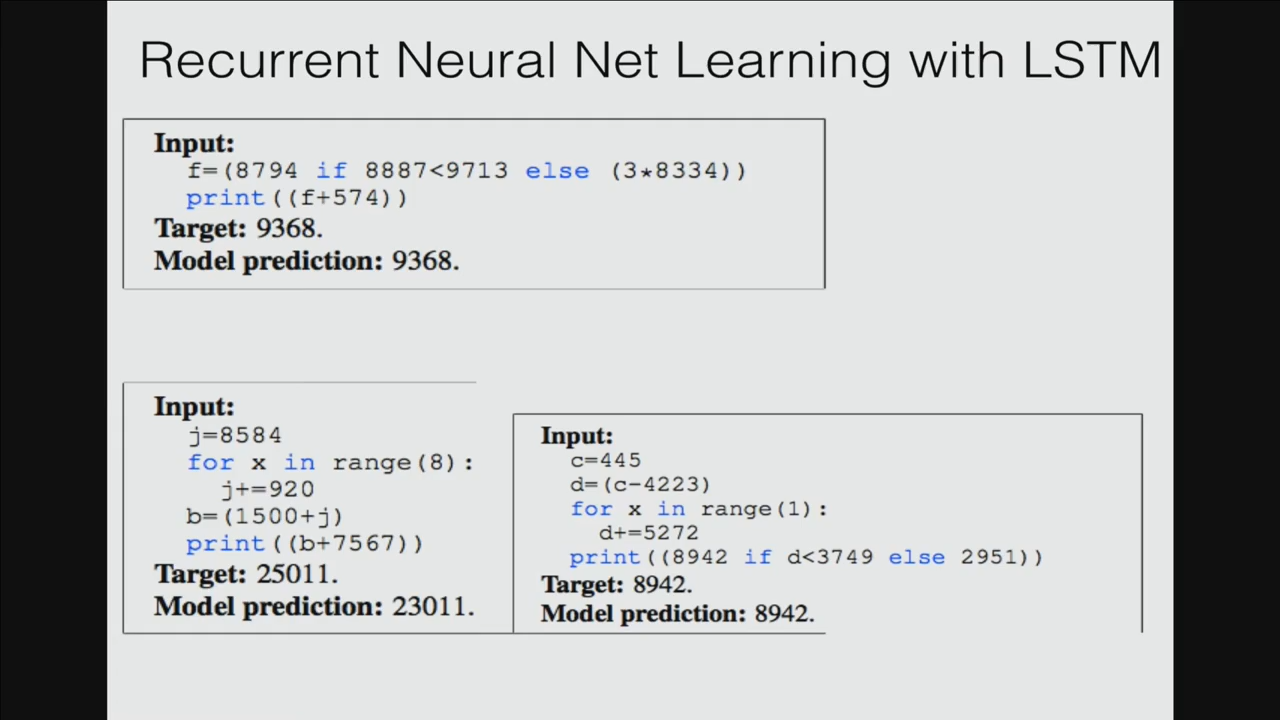 Recurrent Neural Net Learning with LSTM
Input:
f=(8794 if 8887<9713 else (3*8334))
print((f+574))
Target: 9368.
Model prediction: 9368.
Input:
j=8584
for x in range(8):
j+=920
b=(1500+j)
print((b+7567))
Target: 25011.
Model prediction: 23011.
Input:
c=445
d=(c-4223)
for x in range(1):
d+=5272
print((8942 if d<3749 else 2951))
Target: 8942.
Model prediction: 8942.